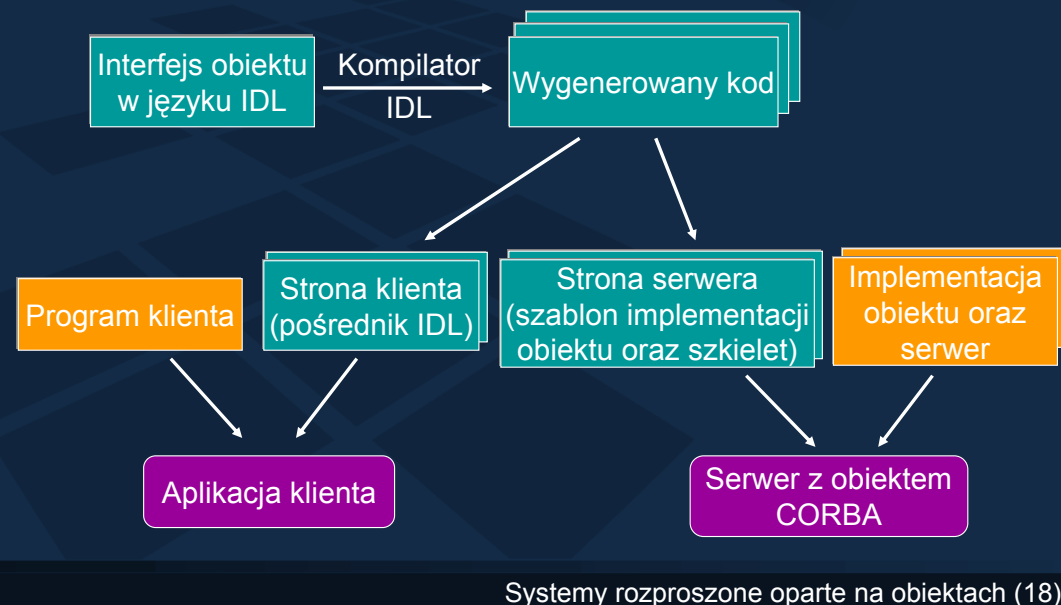 Interfejs obiektu
w języku IDL
Kompilator
IDL
Wygenerowany kod
Program klienta
Strona klienta
(pośrednik IDL)
Strona serwera
(szablon implementacji
obiektu oraz szkielet)
Implementacja
obiektu oraz
serwer
Aplikacja klienta
Serwer z obiektem
CORBA
Systemy rozproszone oparte na obiektach (18)